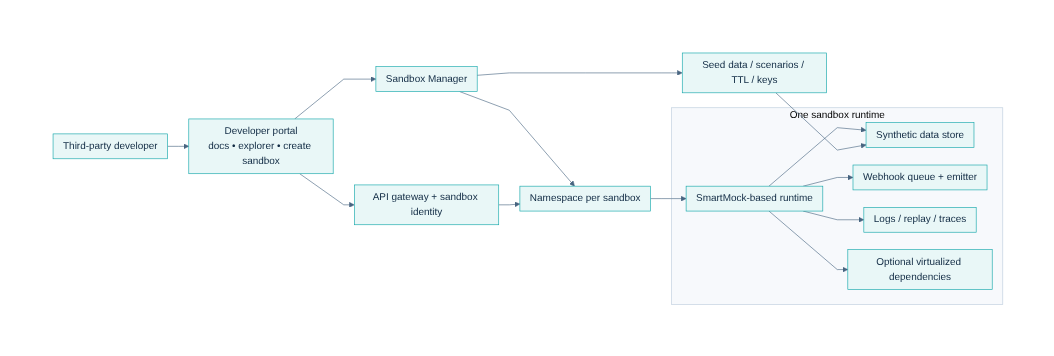 Third-party developer
Developer portal
docs • explorer • create
sandbox
Sandbox Manager
API gateway + sandbox
identity
Namespace per sandbox
Seed data / scenarios /
TTL / keys
One sandbox runtime
SmartMock-based runtime
Synthetic data store
Webhook queue + emitter
Logs / replay / traces
Optional virtualized
dependencies